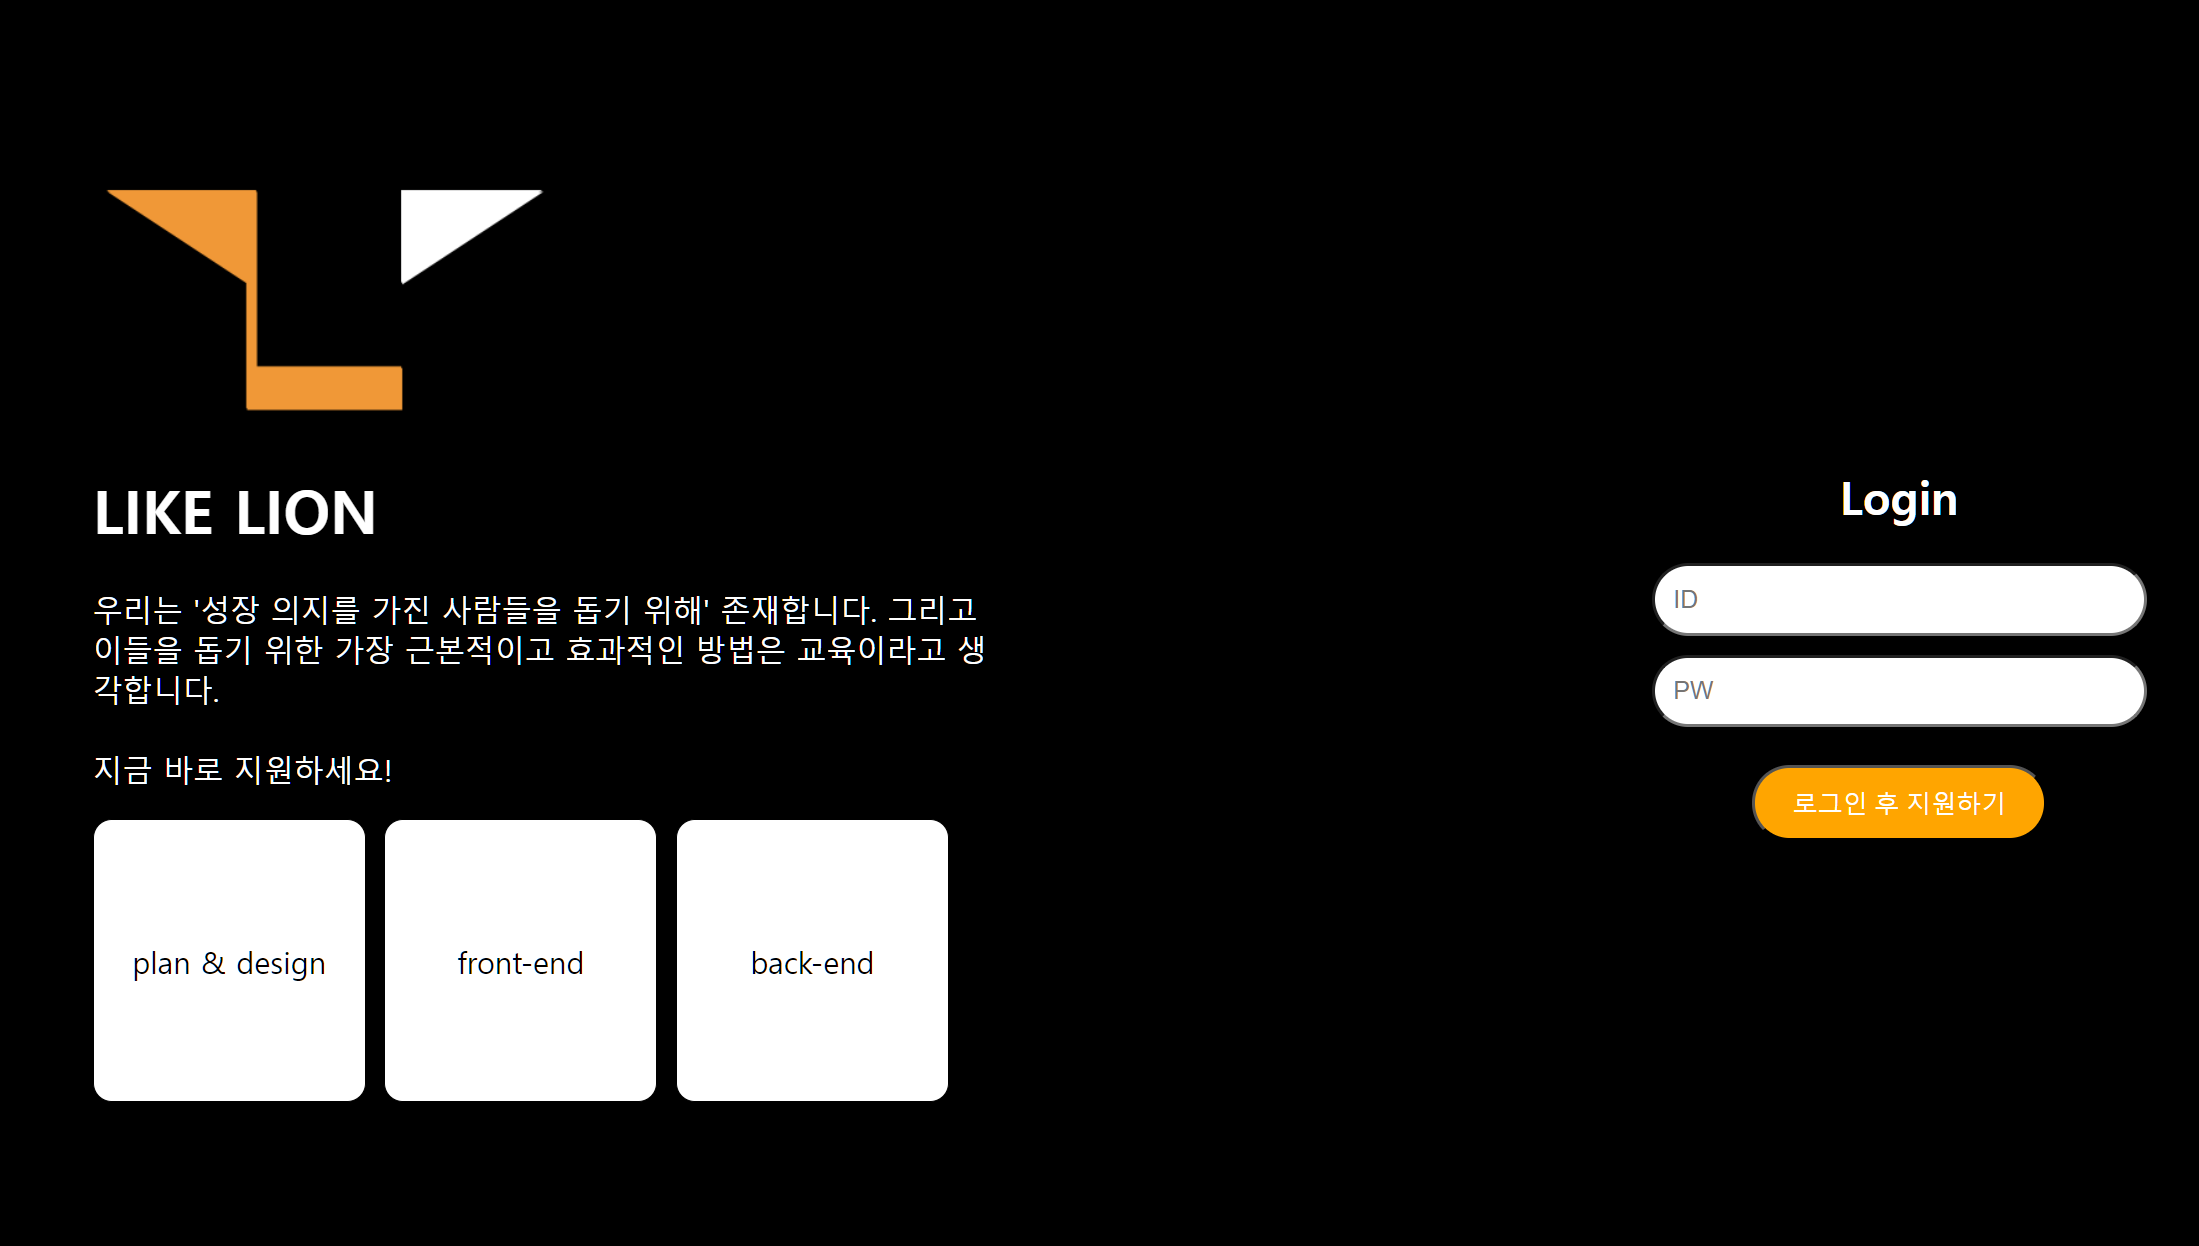 LIKE LION
우리는 '성장 의지를 가진 사람들을 돕기 위해' 존재합니다. 그리고
이들을 돕기 위한 가장 근본적이고 효과적인 방법은 교육이라고 생
각합니다.
지금 바로 지원하세요!
plan & design
front-end
back-end
Login
ID
PW
로그인 후 지원하기